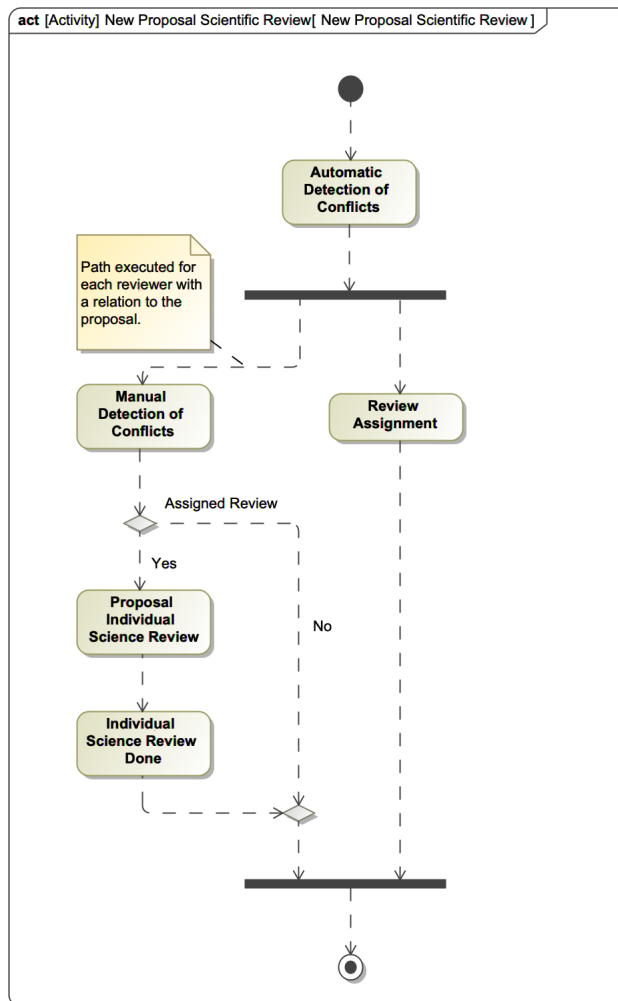 act [Activity] New Proposal Scientific Review[ New Proposal Scientific Review ]
Automatic
Detection of
Conflicts
Path executed for
each reviewer with
a relation to the
proposal.
Manual
Detection of
Conflicts
Review
Assignment
Assigned Review
Yes
Proposal
Individual
Science Review
No
Individual
Science Review
Done